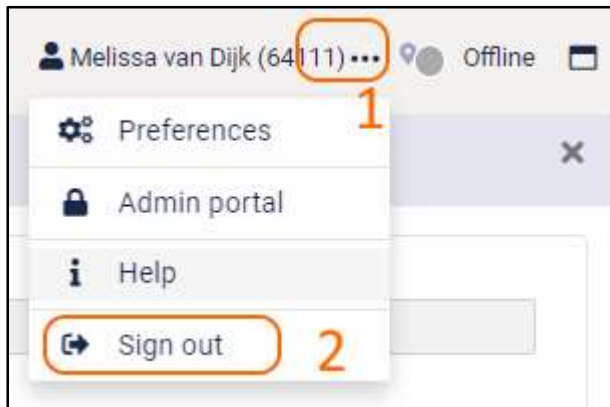 Melissa van Dijk (64111) ••• Offline
1
Preferences
Admin portal
Help
Sign out 2